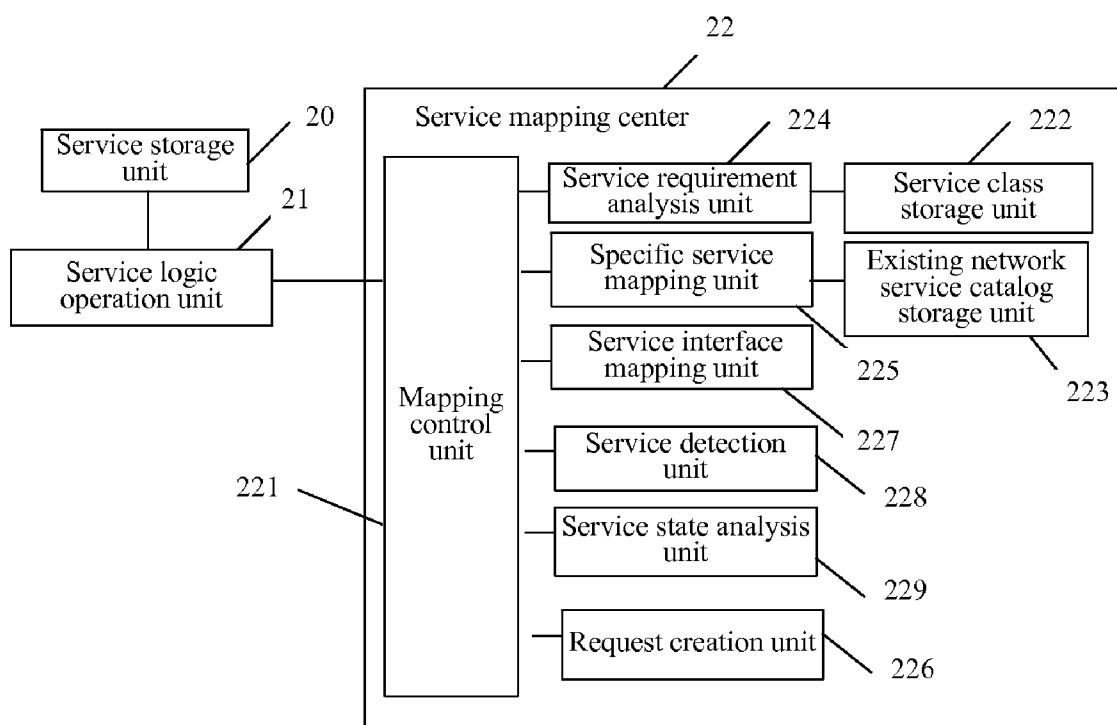 22
Service mapping center
20
224
222
Service storage
unit
Service requirement
analysis unit
Service class
storage unit
21
Service logic
operation unit
Specific service
mapping unit
Existing network
service catalog
storage unit
225
223
Service interface
mapping unit
227
Mapping
control
unit
Service detection
unit
228
221
Service state analysis
unit
229
Request creation unit
226